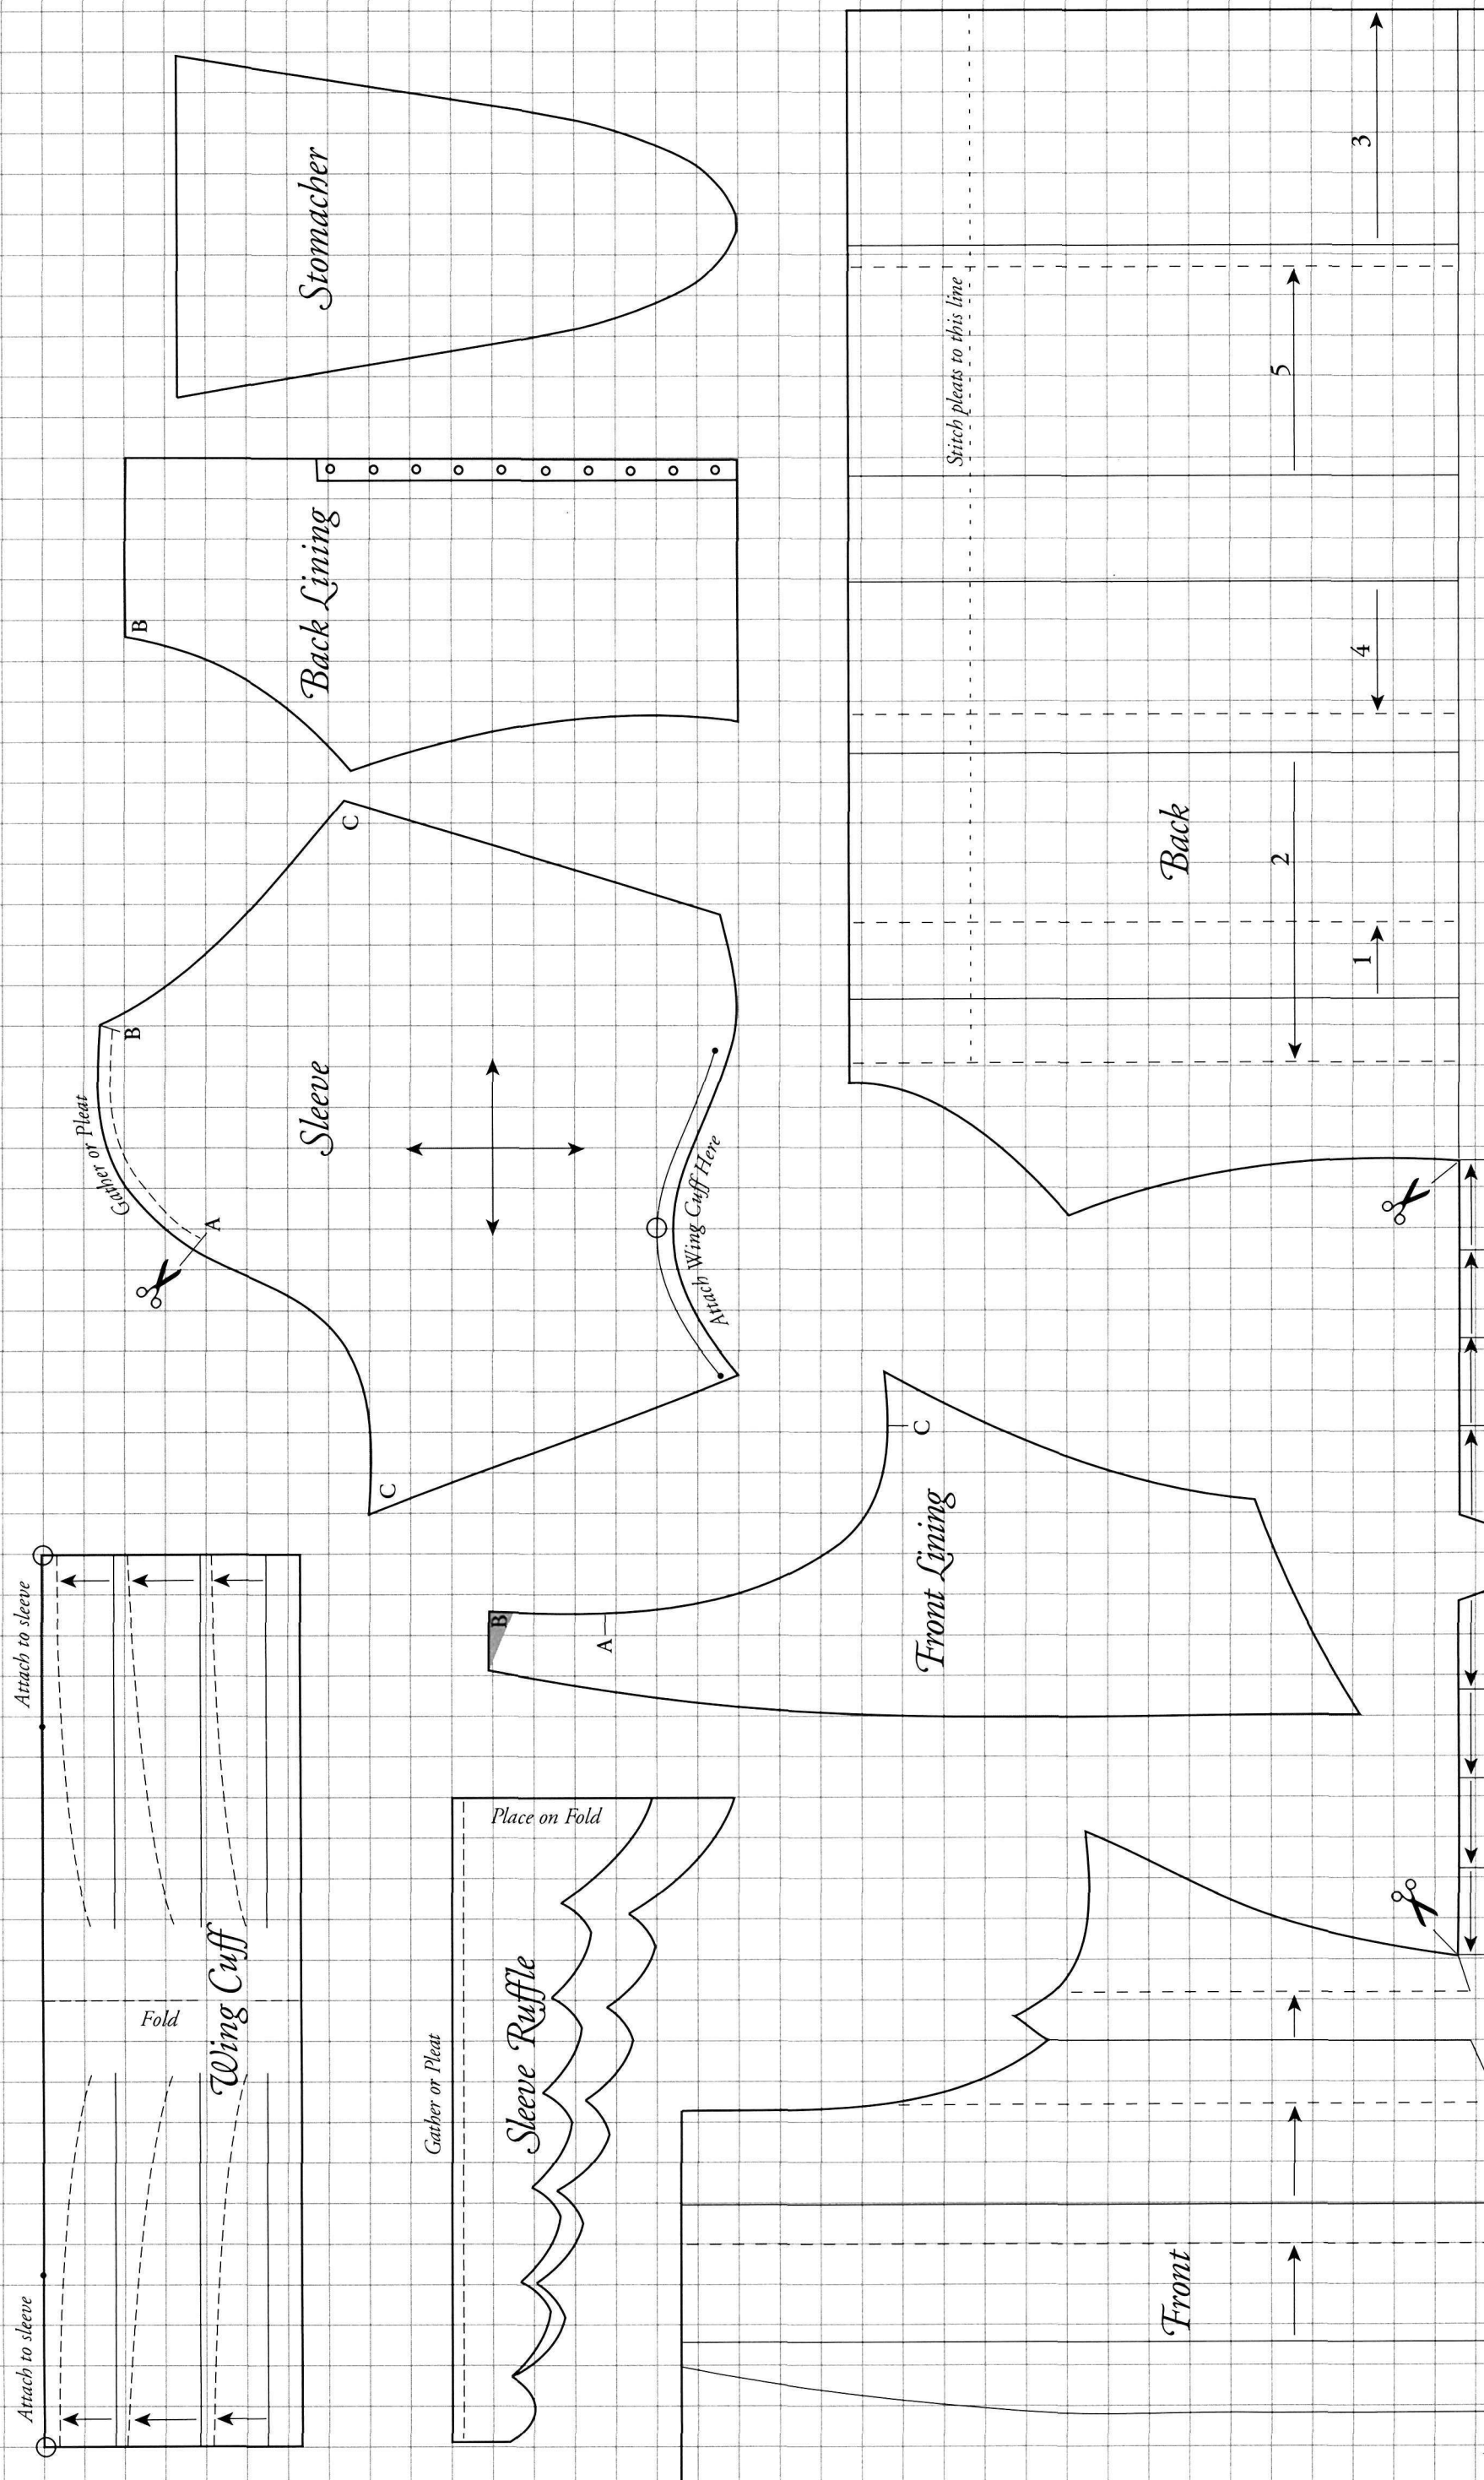 Stomacher
3
5
Stitch pleats to this line
Back Lining
B
4
Back
2
1
C
Sleeve
B
Gather or Pleat
A
Attach Wing Cuff Here
C
C
Front Lining
B
A
Attach to sleeve
Wing Cuff
Fold
Attach to sleeve
Place on Fold
Sleeve Ruffle
Gather or Pleat
Front